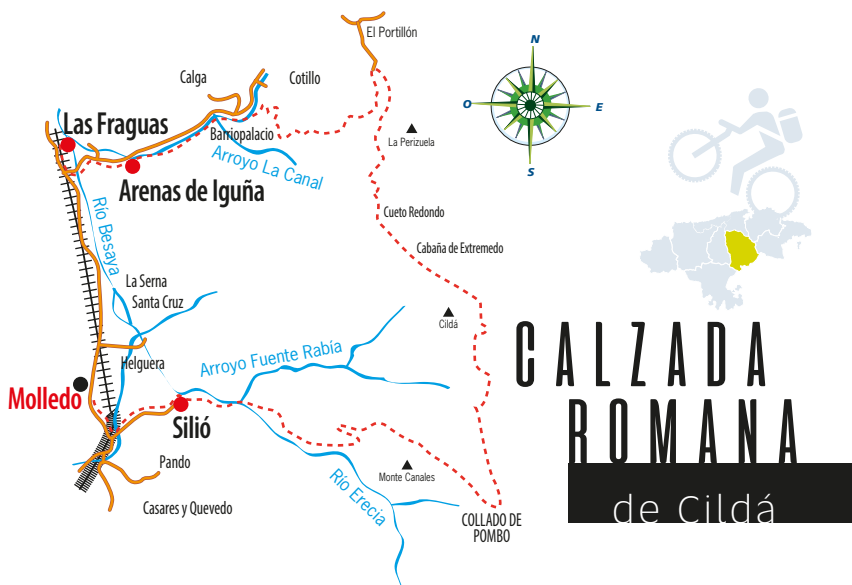 El Portillón
Calga
Cotillo
Las Fraguas
Barriopalacio
La Perizuela
Arroyo La Canal
Arenas de Iguña
Río Besaya
Cueto Redondo
Cabaña de Extremedo
La Serna
Santa Cruz
Cildá
Helguera
Arroyo Fuente Rabía
Molledo
Silió
Pando
Monte Canales
Río Erecia
Casares y Quevedo
COLLADO DE
POMBO
N
O
E
S
CALZADA
ROMANA
de Cildá